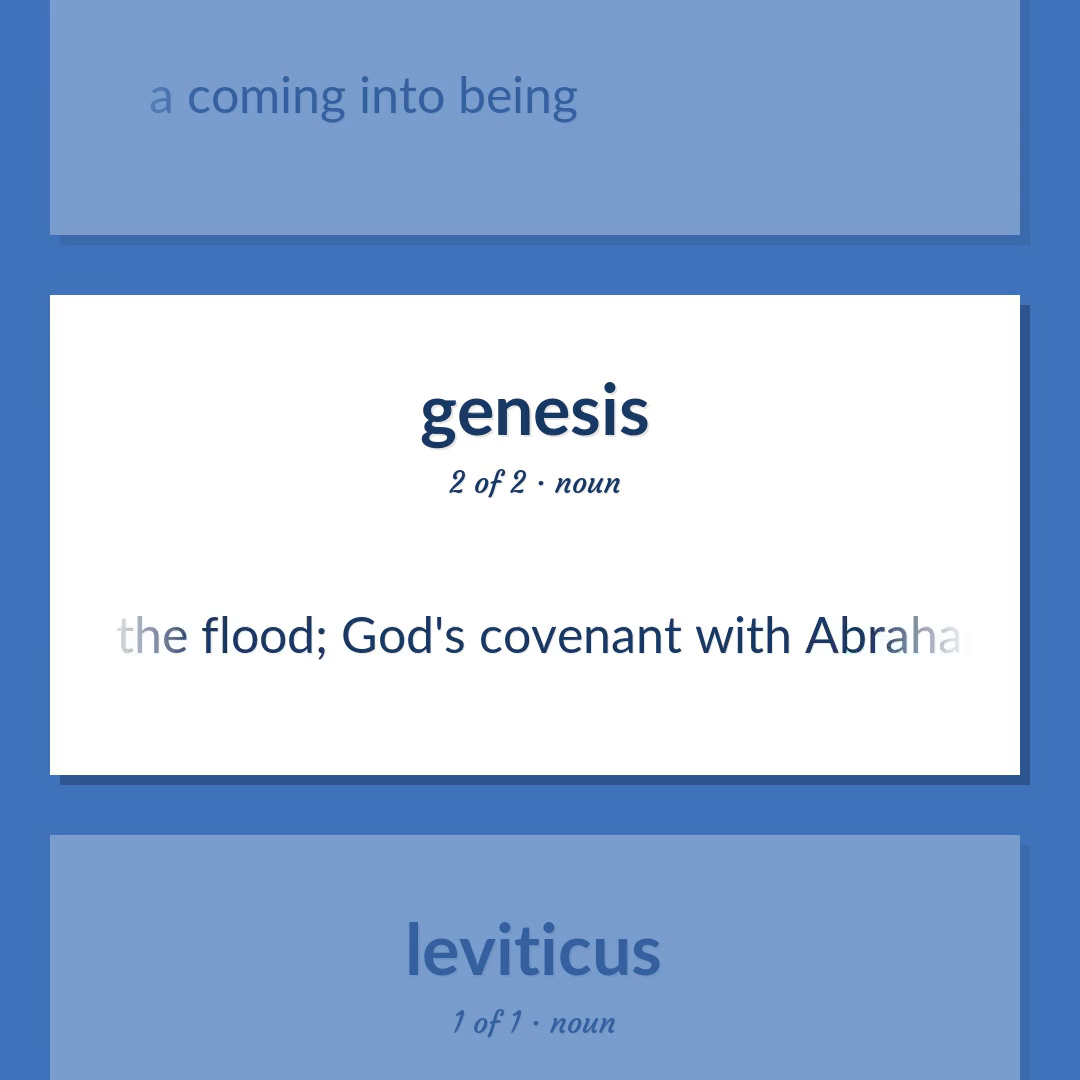 a coming into being
genesis
2 of 2 · noun
the flood; God's covenant with Abraha
leviticus
1 of 1 · noun